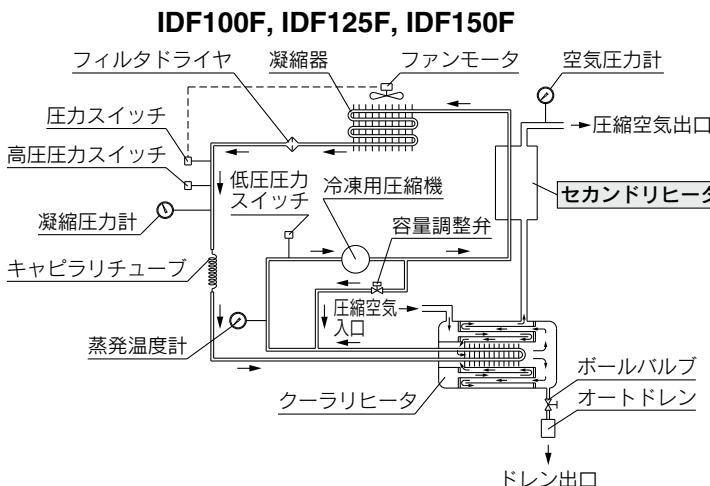 IDF100F, IDF125F, IDF150F
フィルタドライヤ
凝縮器
ファンモータ
空気圧力計
圧力スイッチ
圧縮空気出口
高圧圧力スイッチ
低圧圧力
スイッチ
冷凍用圧縮機
セカンドリヒータ
凝縮圧力計
容量調整弁
キャピラリチューブ
圧縮空気
入口
蒸発温度計
ボールバルブ
クーラリヒータ
オートドレン
ドレン出口